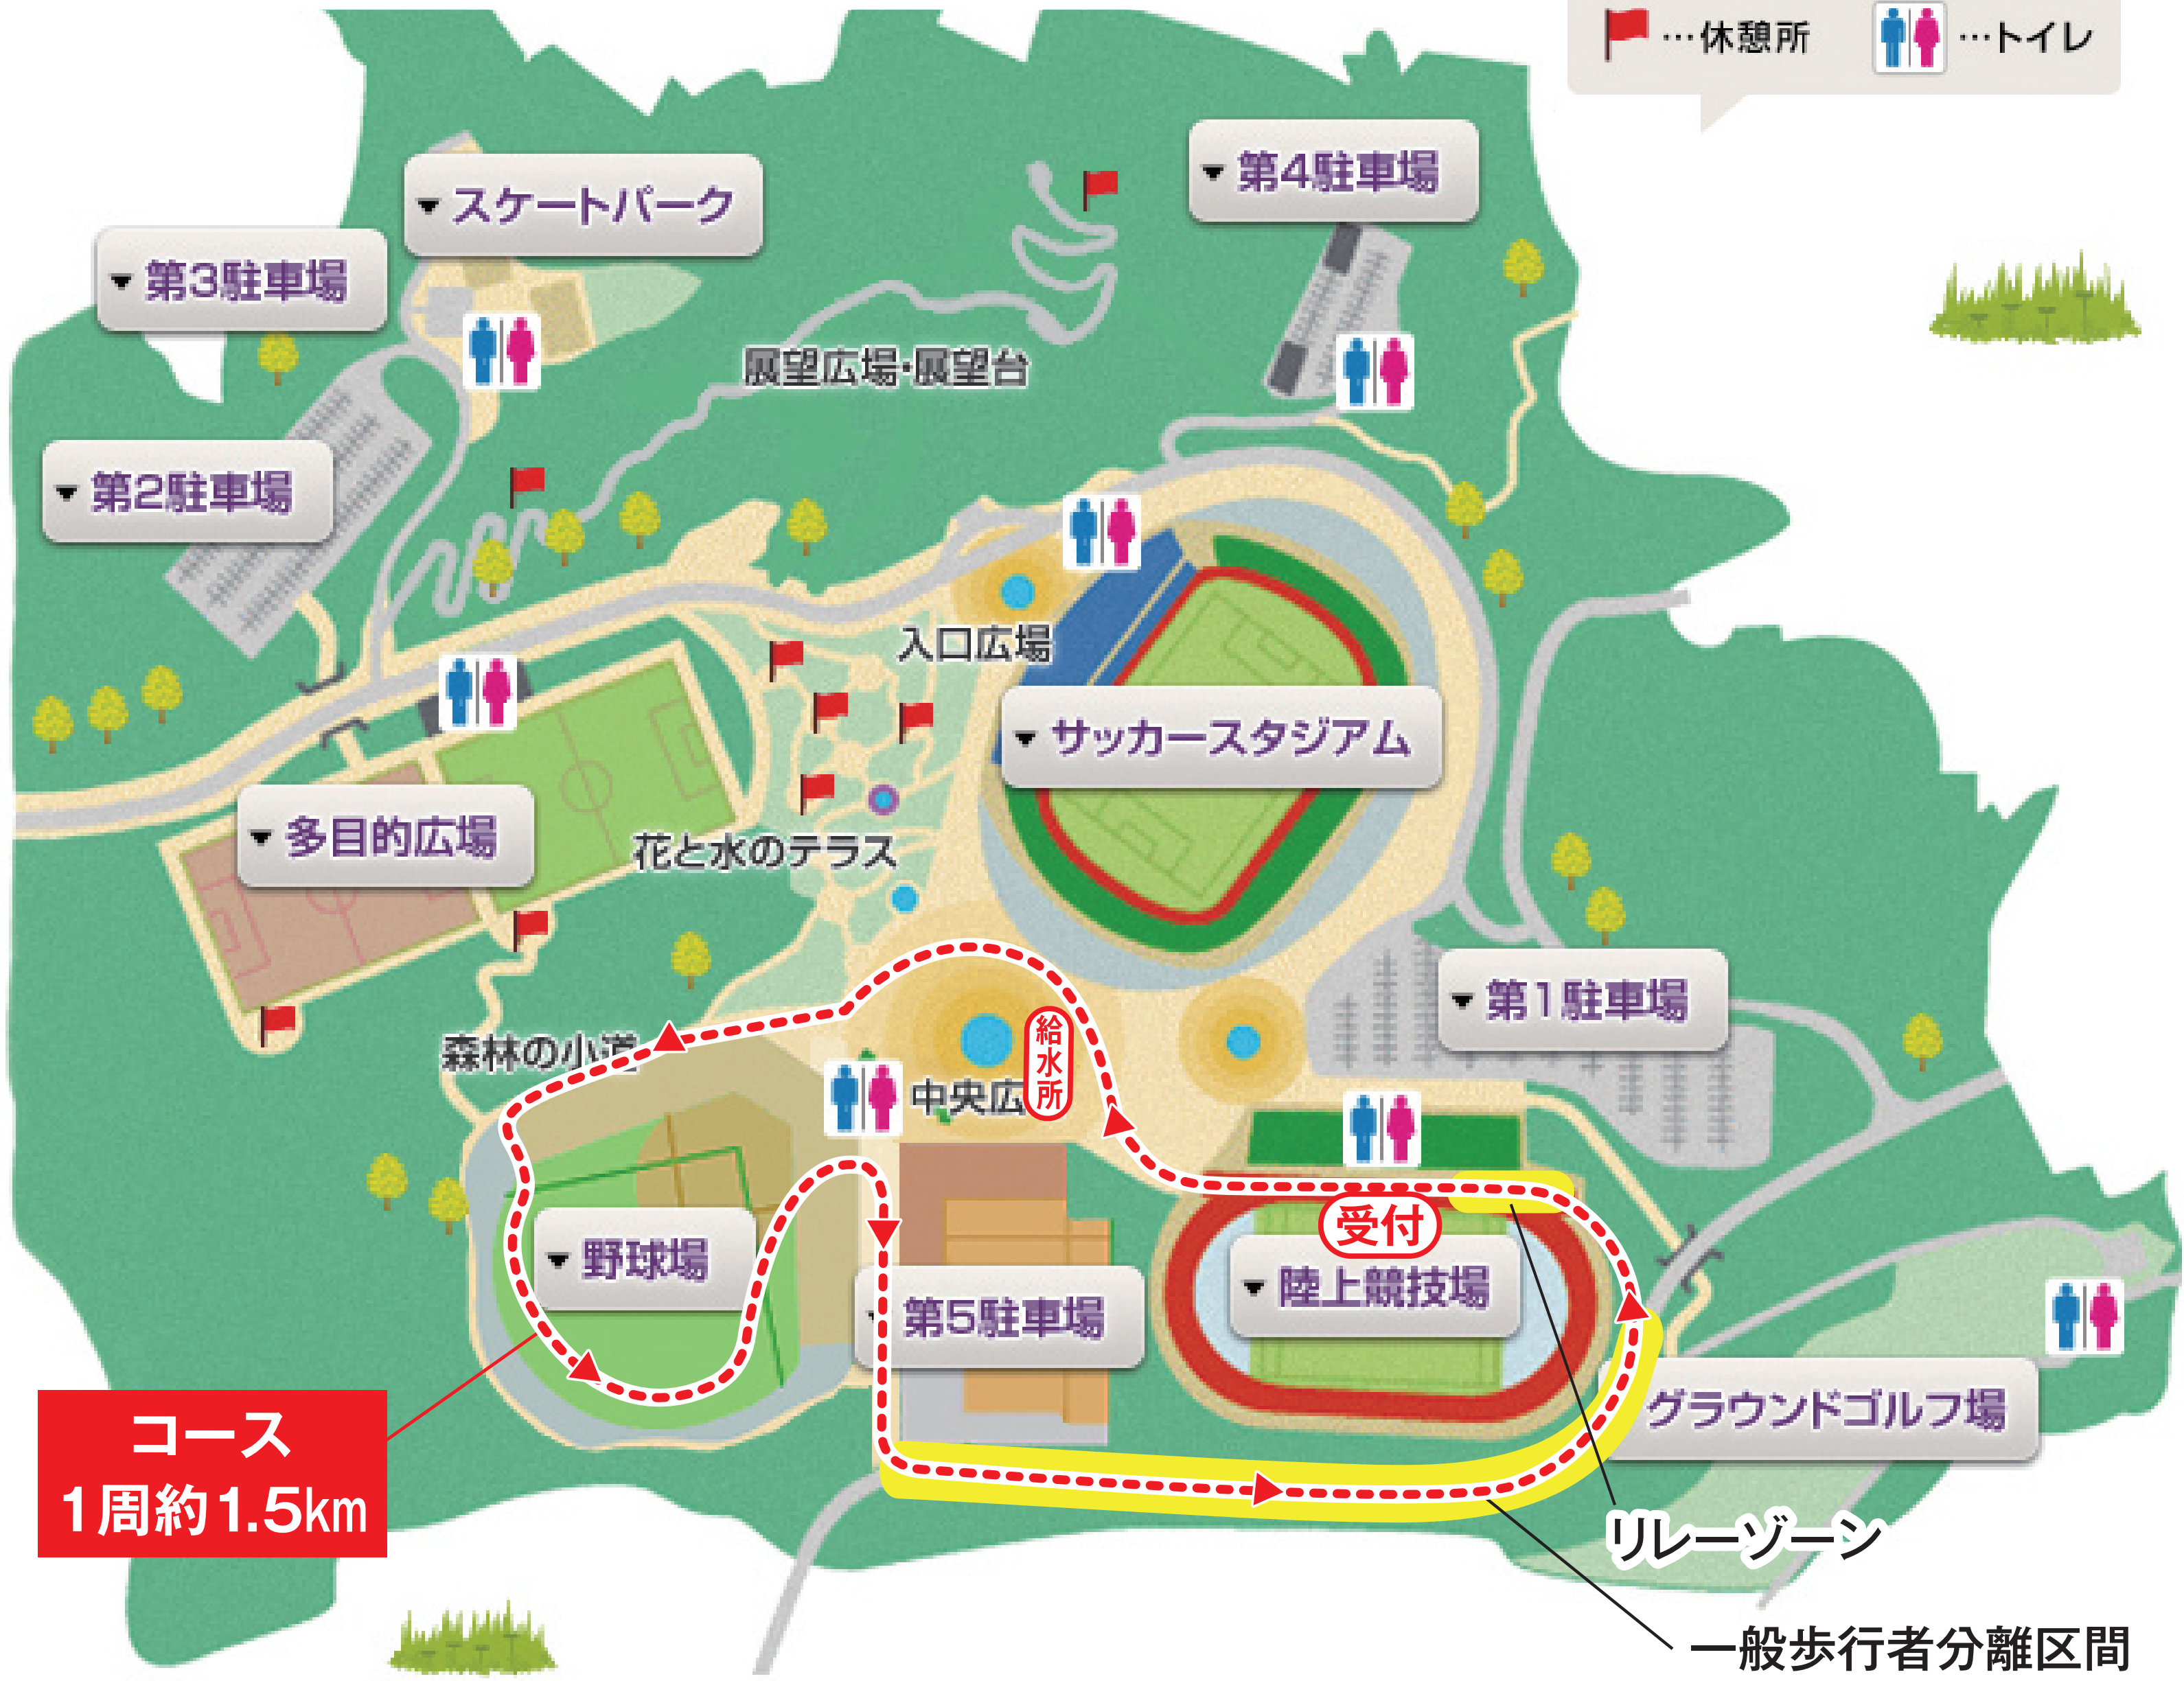 …休憩所
…トイレ
第4駐車場
スケートパーク
第3駐車場
展望広場・展望台
第2駐車場
入口広場
サッカースタジアム
多目的広場
花と水のテラス
第1駐車場
森林の小道
給水所
中央広
受付
野球場
陸上競技場
第5駐車場
グラウンドゴルフ場
コース
1周約1.5km
リレーゾーン
一般歩行者分離区間